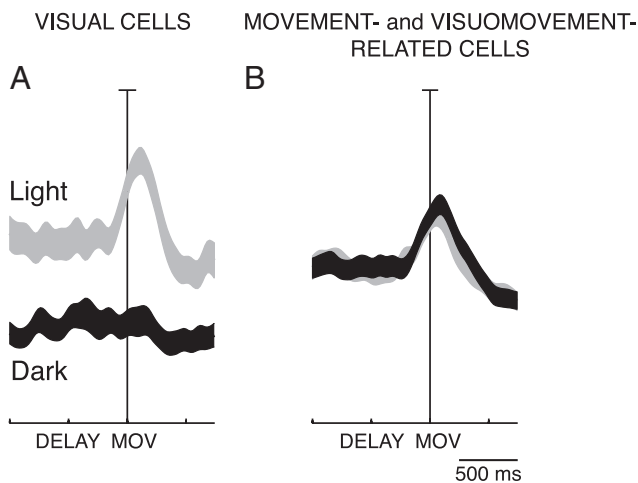 VISUAL CELLS
MOVEMENT- and VISUOMOVEMENT-
RELATED CELLS
A
B
Light
Dark
DELAY MOV
DELAY MOV
500 ms